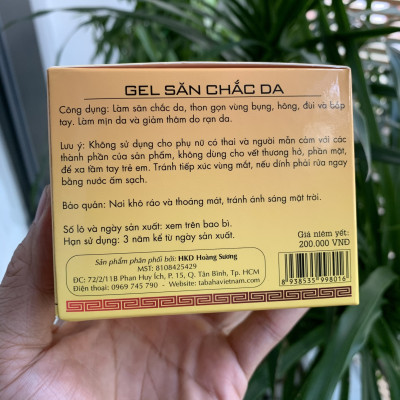 GEL SĂN CHẮC DA
Công dụng: Làm săn chắc da, thon gọn vùng bụng, hông, đùi và bắp
tay. Làm mịn da và giảm thâm do rạn da.
Lưu ý: Không sử dụng cho phụ nữ có thai và người mẫn cảm với các
thành phần của sản phẩm, không dùng cho vết thương hở, phần mặt,
để xa tầm tay trẻ em. Tránh tiếp xúc vùng mắt, nếu dính phải rửa ngay
bằng nước ấm sạch.
Bảo quản: Nơi khô ráo và thoáng mát, tránh ánh sáng mặt trời.
Số lô và ngày sản xuất: xem trên bao bì.
Hạn sử dụng: 3 năm kể từ ngày sản xuất.
Giá niêm yết:
200.000 VNĐ
Sản phẩm phân phối bởi: HKD Hoàng Sương
MST: 8108425429
ĐC: 72/2/11B Phan Huy Ích, P. 15, Q. Tân Bình, Tp. HCM
Điện thoại: 0969 745 790 - Website: tabahavietnam.com
8 938535 998016